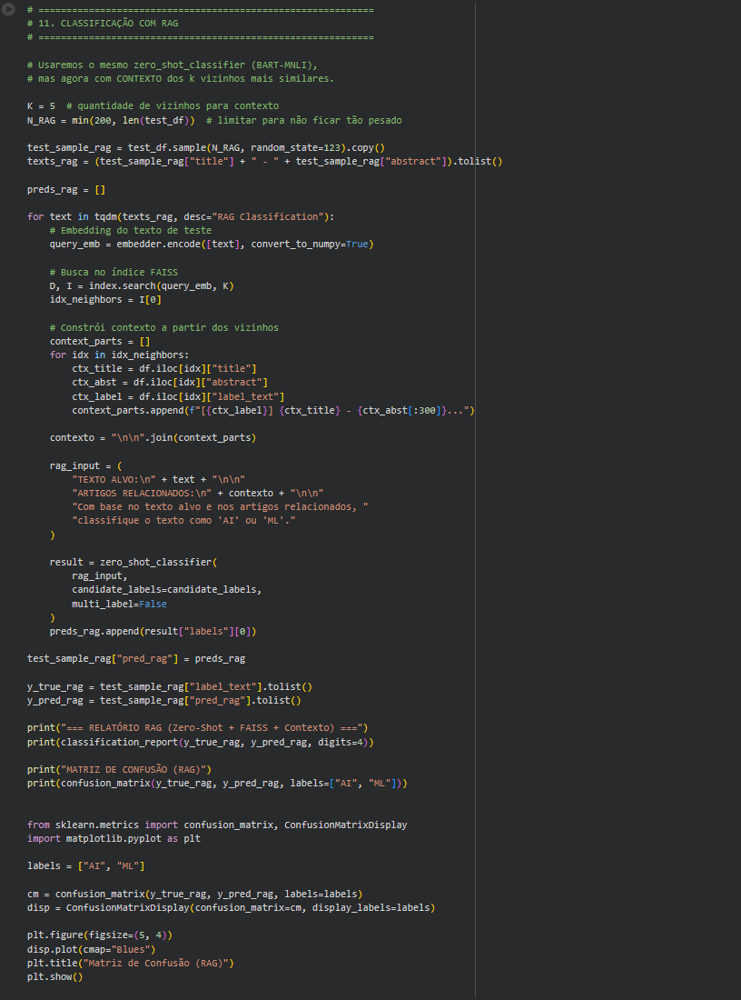 # ============================================================
# 11. CLASSIFICAÇÃO COM RAG
# ============================================================
# Usaremos o mesmo zero_shot_classifier (BART-MNLI),
# mas agora com CONTEXTO dos k vizinhos mais similares.
K = 5  # quantidade de vizinhos para contexto
N_RAG = min(200, len(test_df))  # limitar para não ficar tão pesado
test_sample_rag = test_df.sample(N_RAG, random_state=123).copy()
texts_rag = (test_sample_rag["title"] + " - " + test_sample_rag["abstract"]).tolist()
preds_rag = []
for text in tqdm(texts_rag, desc="RAG Classification"):
    # Embedding do texto de teste
    query_emb = embedder.encode([text], convert_to_numpy=True)
    # Busca no índice FAISS
    D, I = index.search(query_emb, K)
    idx_neighbors = I[0]
    # Constrói contexto a partir dos vizinhos
    context_parts = []
    for idx in idx_neighbors:
        ctx_title = df.iloc[idx]["title"]
        ctx_abst = df.iloc[idx]["abstract"]
        ctx_label = df.iloc[idx]["label_text"]
        context_parts.append(f"[{ctx_label}] {ctx_title} - {ctx_abst[:300]}...")
    contexto = "\n\n".join(context_parts)
    rag_input = (
        "TEXTO ALVO:\n" + text + "\n\n"
        "ARTIGOS RELACIONADOS:\n" + contexto + "\n\n"
        "Com base no texto alvo e nos artigos relacionados, "
        "classifique o texto como 'AI' ou 'ML'."
    )
    result = zero_shot_classifier(
        rag_input,
        candidate_labels=candidate_labels,
        multi_label=False
    )
    preds_rag.append(result["labels"][0])
test_sample_rag["pred_rag"] = preds_rag
y_true_rag = test_sample_rag["label_text"].tolist()
y_pred_rag = test_sample_rag["pred_rag"].tolist()
print("=== RELATÓRIO RAG (Zero-Shot + FAISS + Contexto) ===")
print(classification_report(y_true_rag, y_pred_rag, digits=4))
print("MATRIZ DE CONFUSÃO (RAG)")
print(confusion_matrix(y_true_rag, y_pred_rag, labels=["AI", "ML"]))
from sklearn.metrics import confusion_matrix, ConfusionMatrixDisplay
import matplotlib.pyplot as plt
labels = ["AI", "ML"]
cm = confusion_matrix(y_true_rag, y_pred_rag, labels=labels)
disp = ConfusionMatrixDisplay(confusion_matrix=cm, display_labels=labels)
plt.figure(figsize=(5, 4))
disp.plot(cmap="Blues")
plt.title("Matriz de Confusão (RAG)")
plt.show()